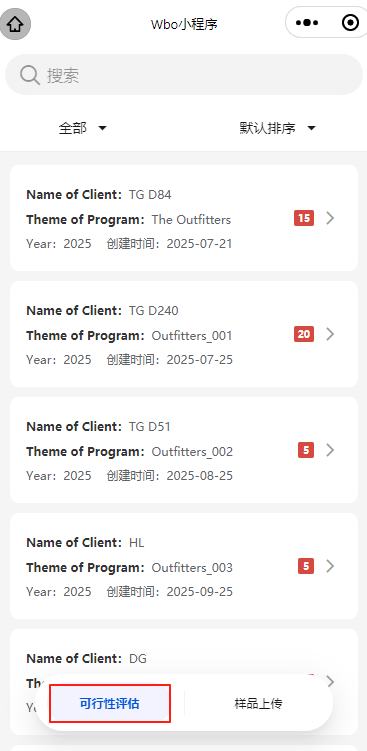 Wbo小程序
搜索
全部 默认排序
Name of Client：TG D84
Theme of Program：The Outfitters
15
Year：2025 创建时间：2025-07-21
Name of Client：TG D240
Theme of Program：Outfitters_001
20
Year：2025 创建时间：2025-07-25
Name of Client：TG D51
Theme of Program：Outfitters_002
5
Year：2025 创建时间：2025-08-25
Name of Client：HL
Theme of Program：Outfitters_003
5
Year：2025 创建时间：2025-09-25
Name of Client：DG
可行性评估 样品上传